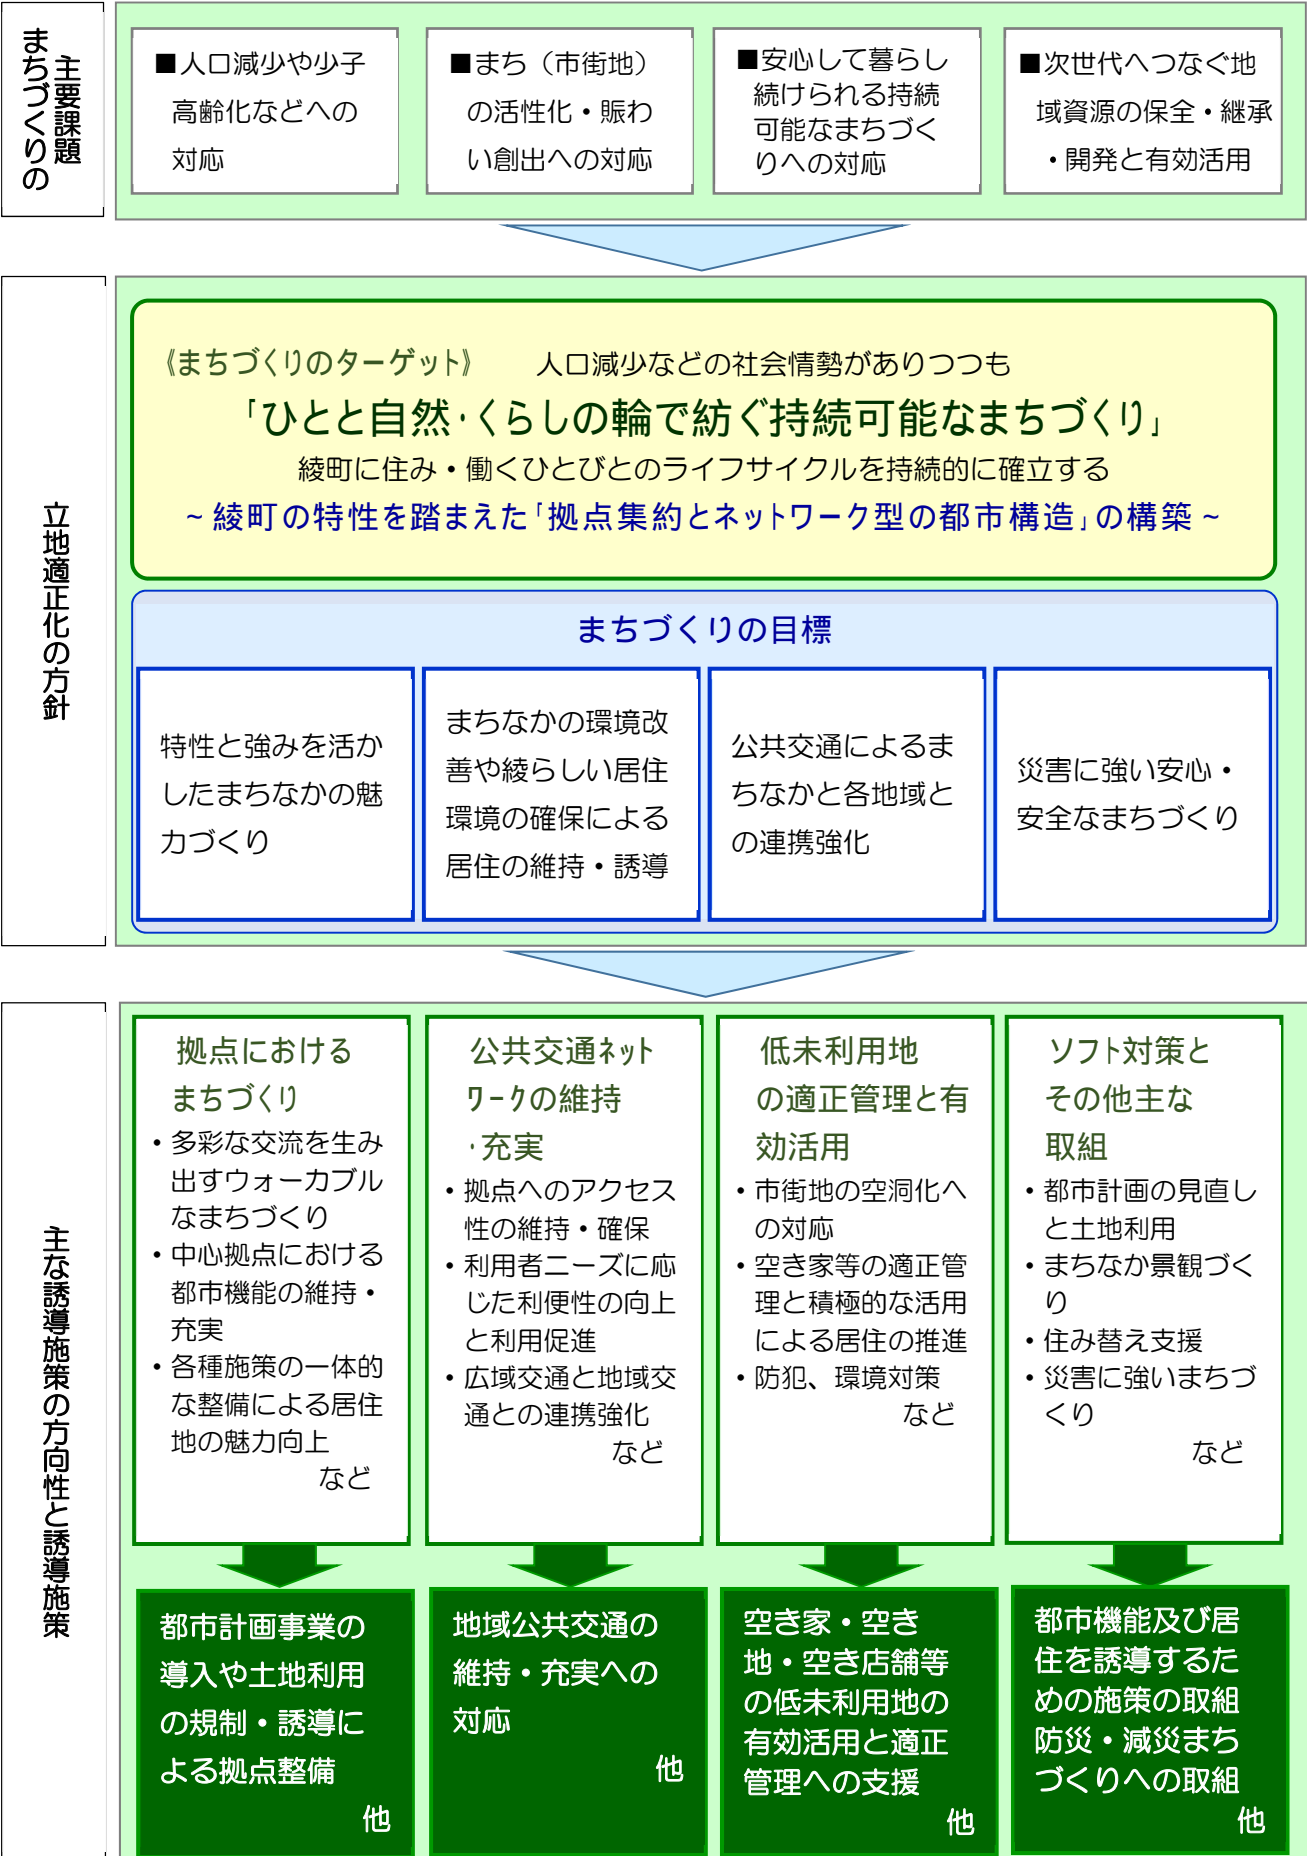 まちづくりの
主要課題
■人口減少や少子
高齢化などへの
対応
■まち（市街地）
の活性化・賑わ
い創出への対応
■安心して暮らし
続けられる持続
可能なまちづく
りへの対応
■次世代へつなぐ地
域資源の保全・継承
・開発と有効活用
立地適正化の方針
《まちづくりのターゲット》 人口減少などの社会情勢がありつつも
「ひとと自然・くらしの輪で紡ぐ持続可能なまちづくり」
綾町に住み・働くひとびとのライフサイクルを持続的に確立する
～綾町の特性を踏まえた「拠点集約とネットワーク型の都市構造」の構築～
まちづくりの目標
特性と強みを活か
したまちなかの魅
力づくり
まちなかの環境改
善や綾らしい居住
環境の確保による
居住の維持・誘導
公共交通によるま
ちなかと各地域と
の連携強化
災害に強い安心・
安全なまちづくり
主な誘導施策の方向性と誘導施策
拠点における
まちづくり
・多彩な交流を生み
出すウォーカブル
なまちづくり
・中心拠点における
都市機能の維持・
充実
・各種施策の一体的
な整備による居住
地の魅力向上
など
公共交通ネット
ワークの維持
・充実
・拠点へのアクセス
性の維持・確保
・利用者ニーズに応
じた利便性の向上
と利用促進
・広域交通と地域交
通との連携強化
など
低未利用地
の適正管理と有
効活用
・市街地の空洞化へ
の対応
・空き家等の適正管
理と積極的な活用
による居住の推進
・防犯、環境対策
など
ソフト対策と
その他主な
取組
・都市計画の見直し
と土地利用
・まちなか景観づく
り
・住み替え支援
・災害に強いまちづ
くり
など
都市計画事業の
導入や土地利用
の規制・誘導に
よる拠点整備
他
地域公共交通の
維持・充実への
対応
他
空き家・空き
地・空き店舗等
の低未利用地の
有効活用と適正
管理への支援
他
都市機能及び居
住を誘導するた
めの施策の取組
防災・減災まち
づくりへの取組
他